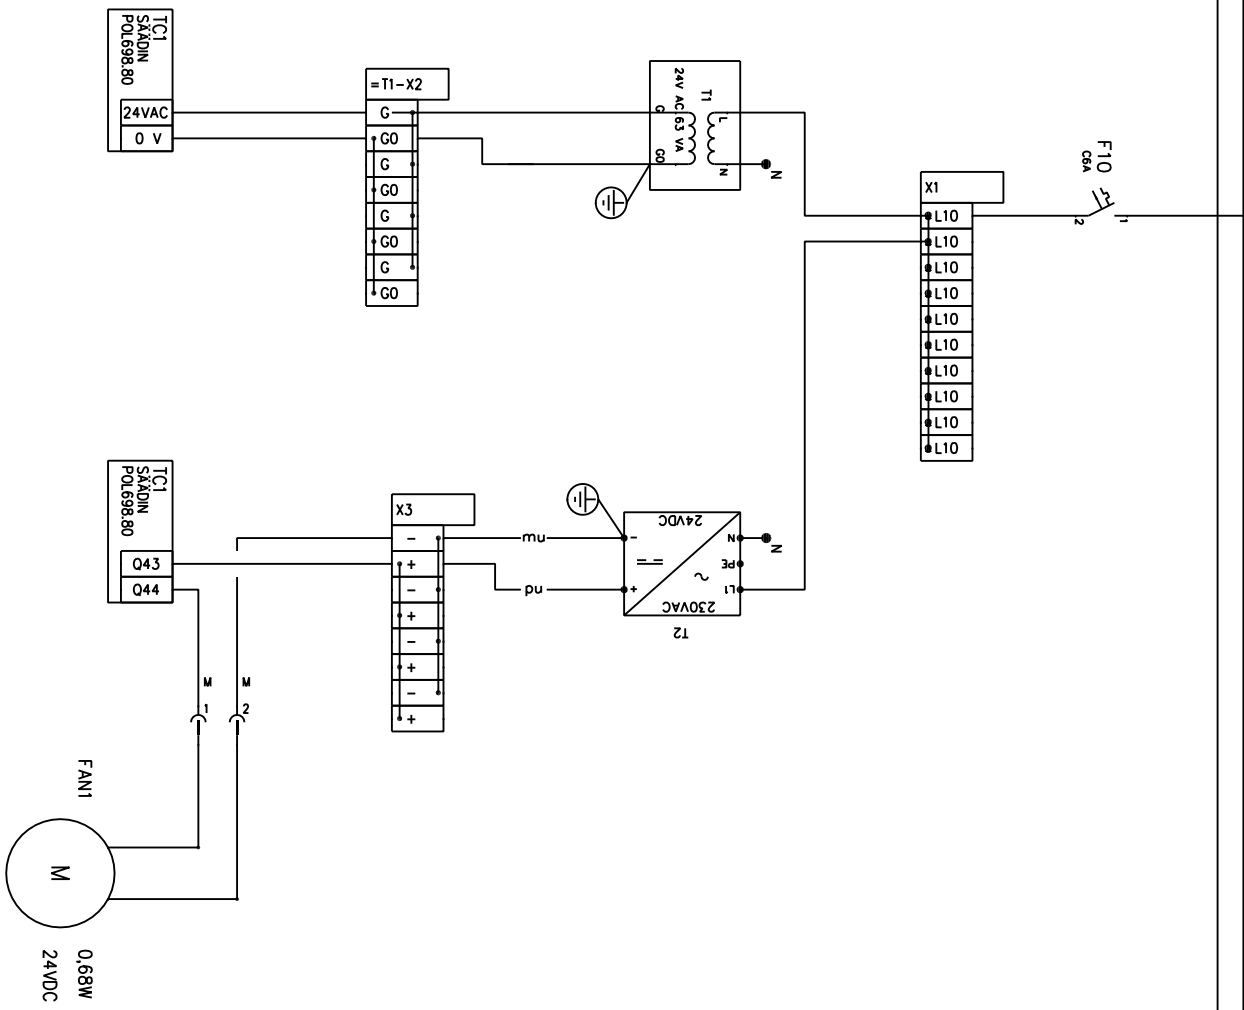 TC1
SÄÄDIN
POL698.80
24VAC
0 V
=T1-X2
G
G0
G
G0
G
G0
G
G0
T1
24V AC 63 VA
G
G0
L
N
N
F10
C6A
1
2
X1
L10
L10
L10
L10
L10
L10
L10
L10
L10
L10
TC1
SÄÄDIN
POL698.80
Q43
Q44
X3
-
+
-
+
-
+
-
+
mu
pu
24VDC
-
+
N
PE
L1
230VAC
T2
N
M
1
M
2
FAN1
M
0,68W
24VDC